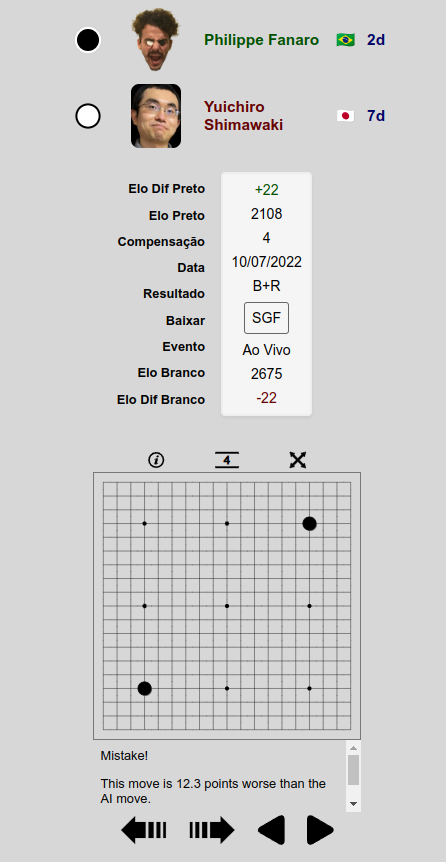 Philippe Fanaro 2d
Yuichiro
Shimawaki 7d
Elo Dif Preto +22
Elo Preto 2108
Compensação 4
Data 10/07/2022
Resultado B+R
Baixar SGF
Evento Ao Vivo
Elo Branco 2675
Elo Dif Branco -22
i 4
Mistake!
This move is 12.3 points worse than the
AI move.